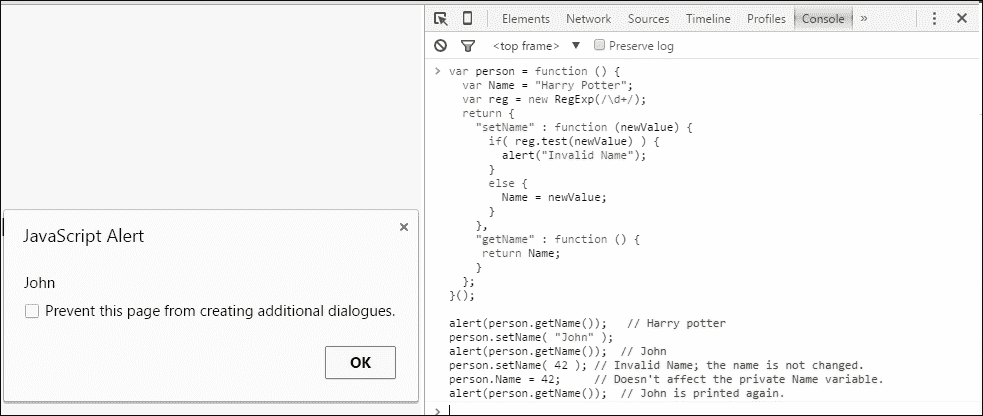 Elements Network Sources Timeline Profiles Console »
<top frame> ▼ Preserve log
> var person = function () {
var Name = "Harry Potter";
var reg = new RegExp(/\d+/);
return {
"setName" : function (newValue) {
if( reg.test(newValue) ) {
alert("Invalid Name");
}
else {
Name = newValue;
}
},
"getName" : function () {
return Name;
}
};
}();
alert(person.getName());   // Harry potter
person.setName( "John" );
alert(person.getName());  // John
person.setName( 42 ); // Invalid Name; the name is not changed.
person.Name = 42;     // Doesn't affect the private Name variable.
alert(person.getName());  // John is printed again.
>
JavaScript Alert
John
Prevent this page from creating additional dialogues.
OK